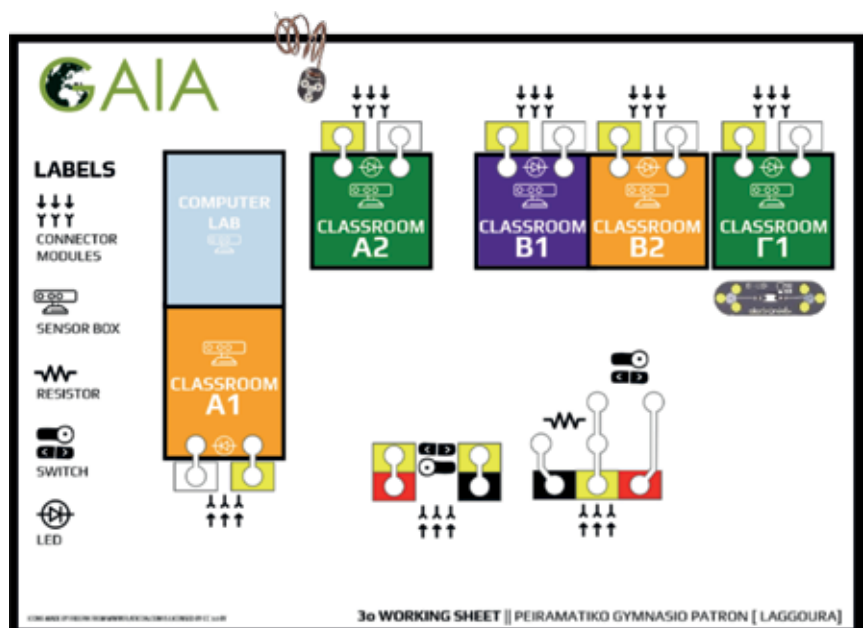 GAIA
LABELS
CONNECTOR
MODULES
SENSOR BOX
RESISTOR
SWITCH
LED
COMPUTER
LAB
CLASSROOM
A1
CLASSROOM
A2
CLASSROOM
B1
CLASSROOM
B2
CLASSROOM
Γ1
3o WORKING SHEET || PEIRAMATIKO GYMNASIO PATRON [ LAGGOURA]